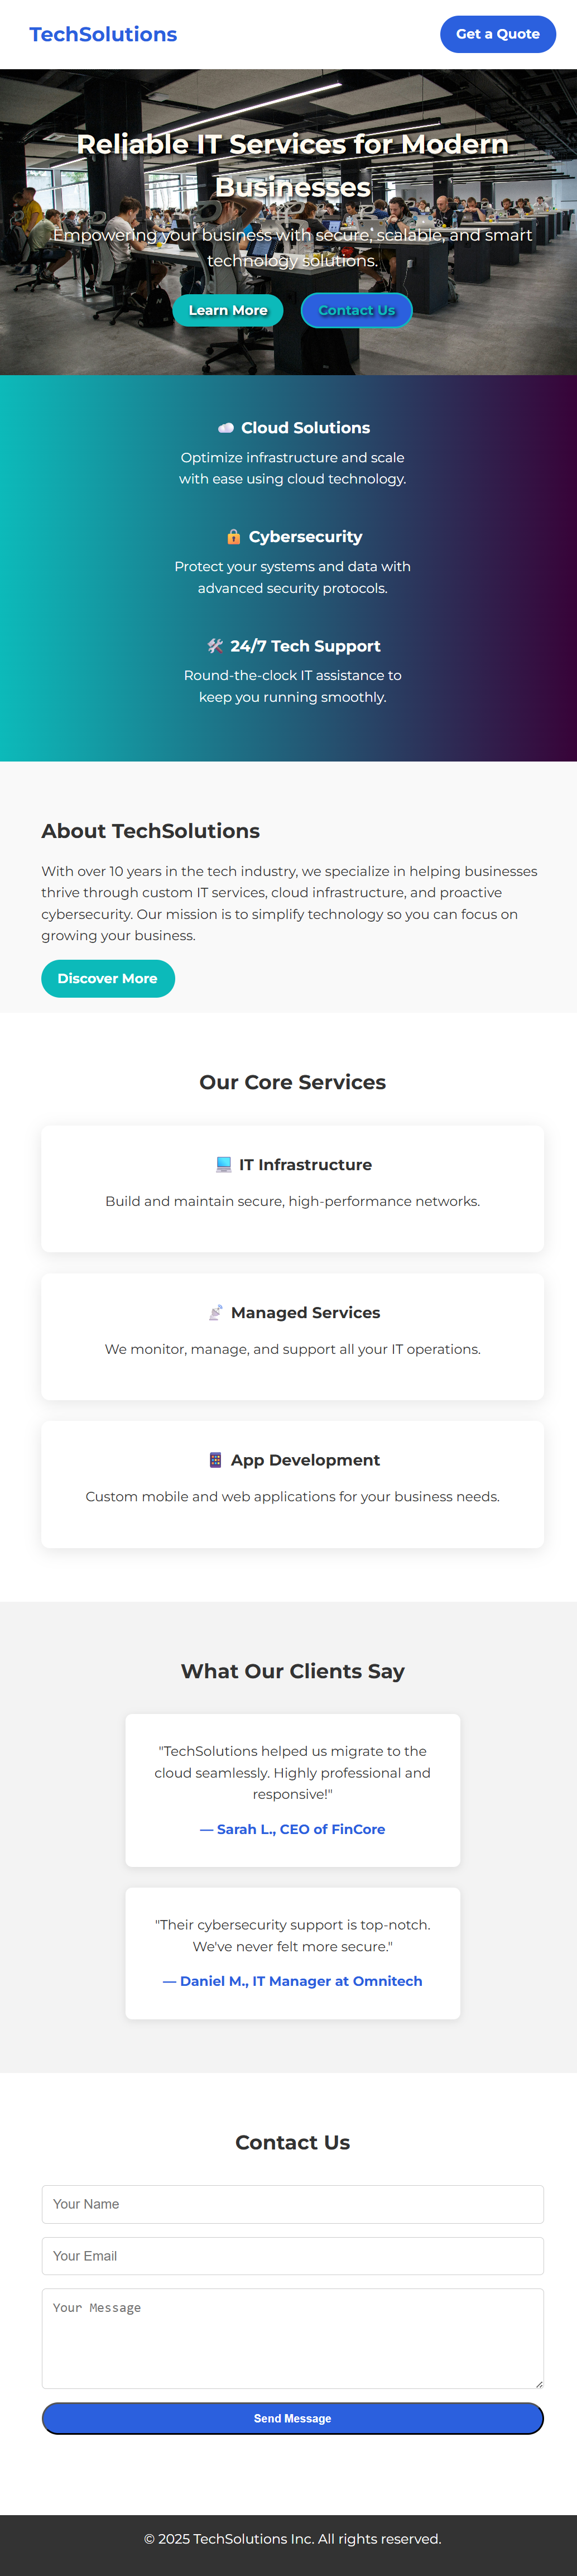 TechSolutions
Get a Quote
Reliable IT Services for Modern
Businesses
Empowering your business with secure, scalable, and smart
technology solutions.
Learn More
Contact Us
Cloud Solutions
Optimize infrastructure and scale
with ease using cloud technology.
Cybersecurity
Protect your systems and data with
advanced security protocols.
24/7 Tech Support
Round-the-clock IT assistance to
keep you running smoothly.
About TechSolutions
With over 10 years in the tech industry, we specialize in helping businesses
thrive through custom IT services, cloud infrastructure, and proactive
cybersecurity. Our mission is to simplify technology so you can focus on
growing your business.
Discover More
Our Core Services
IT Infrastructure
Build and maintain secure, high-performance networks.
Managed Services
We monitor, manage, and support all your IT operations.
App Development
Custom mobile and web applications for your business needs.
What Our Clients Say
"TechSolutions helped us migrate to the
cloud seamlessly. Highly professional and
responsive!"
— Sarah L., CEO of FinCore
"Their cybersecurity support is top-notch.
We've never felt more secure."
— Daniel M., IT Manager at Omnitech
Contact Us
Your Name
Your Email
Your Message
Send Message
© 2025 TechSolutions Inc. All rights reserved.